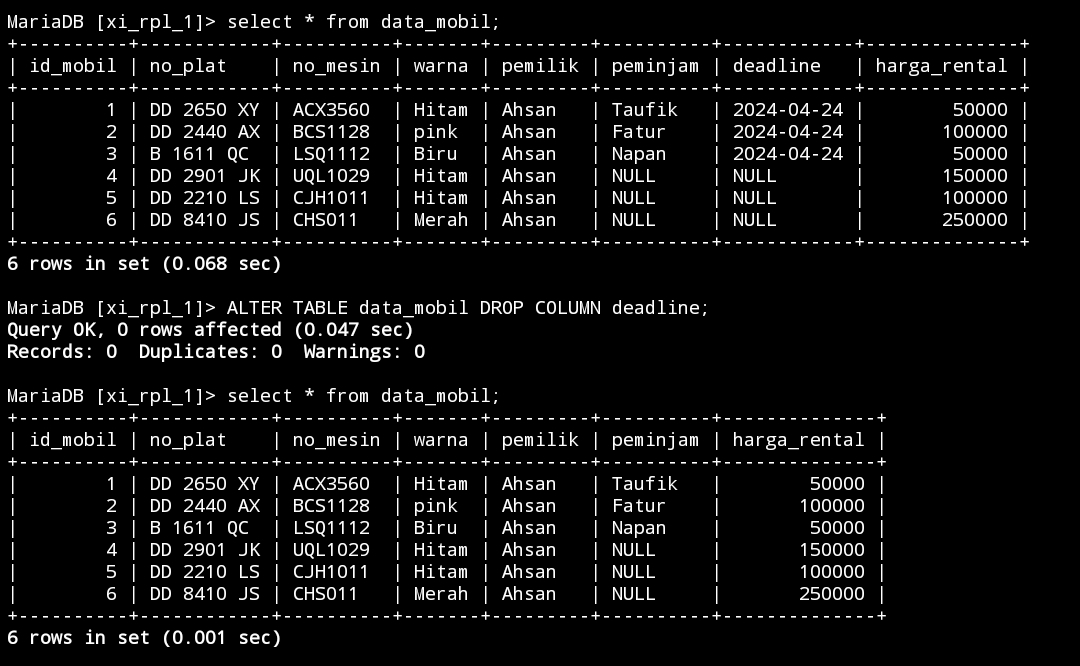 MariaDB [xi_rpl_1]> select * from data_mobil;
+----------+------------+----------+-------+---------+----------+------------+--------------+
| id_mobil | no_plat    | no_mesin | warna | pemilik | peminjam | deadline   | harga_rental |
+----------+------------+----------+-------+---------+----------+------------+--------------+
|        1 | DD 2650 XY | ACX3560  | Hitam | Ahsan   | Taufik   | 2024-04-24 |        50000 |
|        2 | DD 2440 AX | BCS1128  | pink  | Ahsan   | Fatur    | 2024-04-24 |       100000 |
|        3 | B 1611 QC  | LSQ1112  | Biru  | Ahsan   | Napan    | 2024-04-24 |        50000 |
|        4 | DD 2901 JK | UQL1029  | Hitam | Ahsan   | NULL     | NULL       |       150000 |
|        5 | DD 2210 LS | CJH1011  | Hitam | Ahsan   | NULL     | NULL       |       100000 |
|        6 | DD 8410 JS | CHS011   | Merah | Ahsan   | NULL     | NULL       |       250000 |
+----------+------------+----------+-------+---------+----------+------------+--------------+
6 rows in set (0.068 sec)

MariaDB [xi_rpl_1]> ALTER TABLE data_mobil DROP COLUMN deadline;
Query OK, 0 rows affected (0.047 sec)
Records: 0  Duplicates: 0  Warnings: 0

MariaDB [xi_rpl_1]> select * from data_mobil;
+----------+------------+----------+-------+---------+----------+--------------+
| id_mobil | no_plat    | no_mesin | warna | pemilik | peminjam | harga_rental |
+----------+------------+----------+-------+---------+----------+--------------+
|        1 | DD 2650 XY | ACX3560  | Hitam | Ahsan   | Taufik   |        50000 |
|        2 | DD 2440 AX | BCS1128  | pink  | Ahsan   | Fatur    |       100000 |
|        3 | B 1611 QC  | LSQ1112  | Biru  | Ahsan   | Napan    |        50000 |
|        4 | DD 2901 JK | UQL1029  | Hitam | Ahsan   | NULL     |       150000 |
|        5 | DD 2210 LS | CJH1011  | Hitam | Ahsan   | NULL     |       100000 |
|        6 | DD 8410 JS | CHS011   | Merah | Ahsan   | NULL     |       250000 |
+----------+------------+----------+-------+---------+----------+--------------+
6 rows in set (0.001 sec)